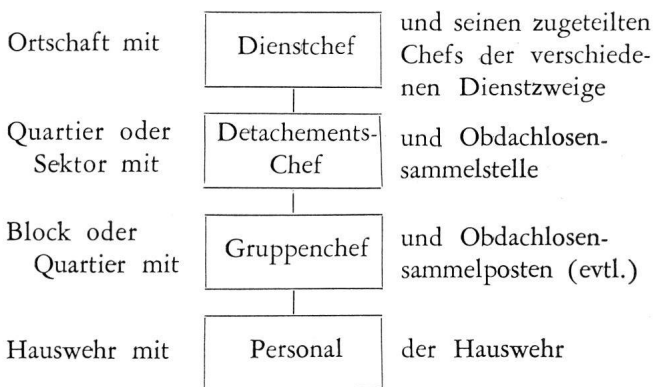 Ortschaft mit Dienstchef und seinen zugeteilten
Chefs der verschiede-
nen Dienstzweige
Quartier oder Detachements- und Obdachlosen-
Sektor mit Chef sammelstelle
Block oder Gruppenchef und Obdachlosen-
Quartier mit sammelposten (evtl.)
Hauswehr mit Personal der Hauswehr